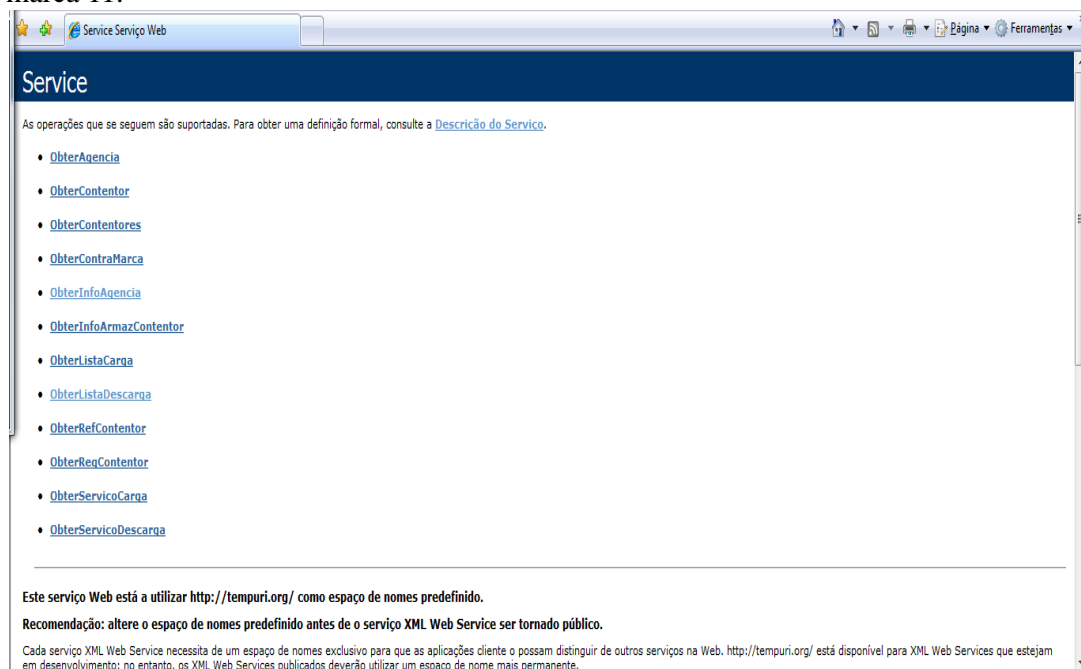 marca 11.
Service Serviço Web
Página
Ferramentas
Service
As operações que se seguem são suportadas. Para obter uma definição formal, consulte a Descrição do Serviço.
ObterAgencia
ObterContentor
ObterContentores
ObterContraMarca
ObterInfoAgencia
ObterInfoArmazContentor
ObterListaCarga
ObterListaDescarga
ObterRefContentor
ObterReqContentor
ObterServicoCarga
ObterServicoDescarga
Este serviço Web está a utilizar http://tempuri.org/ como espaço de nomes predefinido.
Recomendação: altere o espaço de nomes predefinido antes de o serviço XML Web Service ser tornado público.
Cada serviço XML Web Service necessita de um espaço de nomes exclusivo para que as aplicações cliente o possam distinguir de outros serviços na Web. http://tempuri.org/ está disponível para XML Web Services que estejam
em desenvolvimento; no entanto, os XML Web Services publicados deverão utilizar um espaço de nome mais permanente.